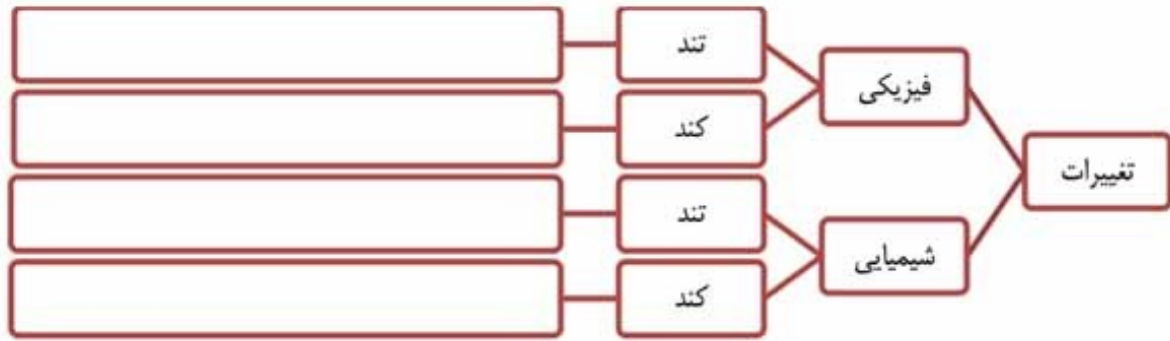 تغییرات
فیزیکی
تند
کند
شیمیایی
تند
کند